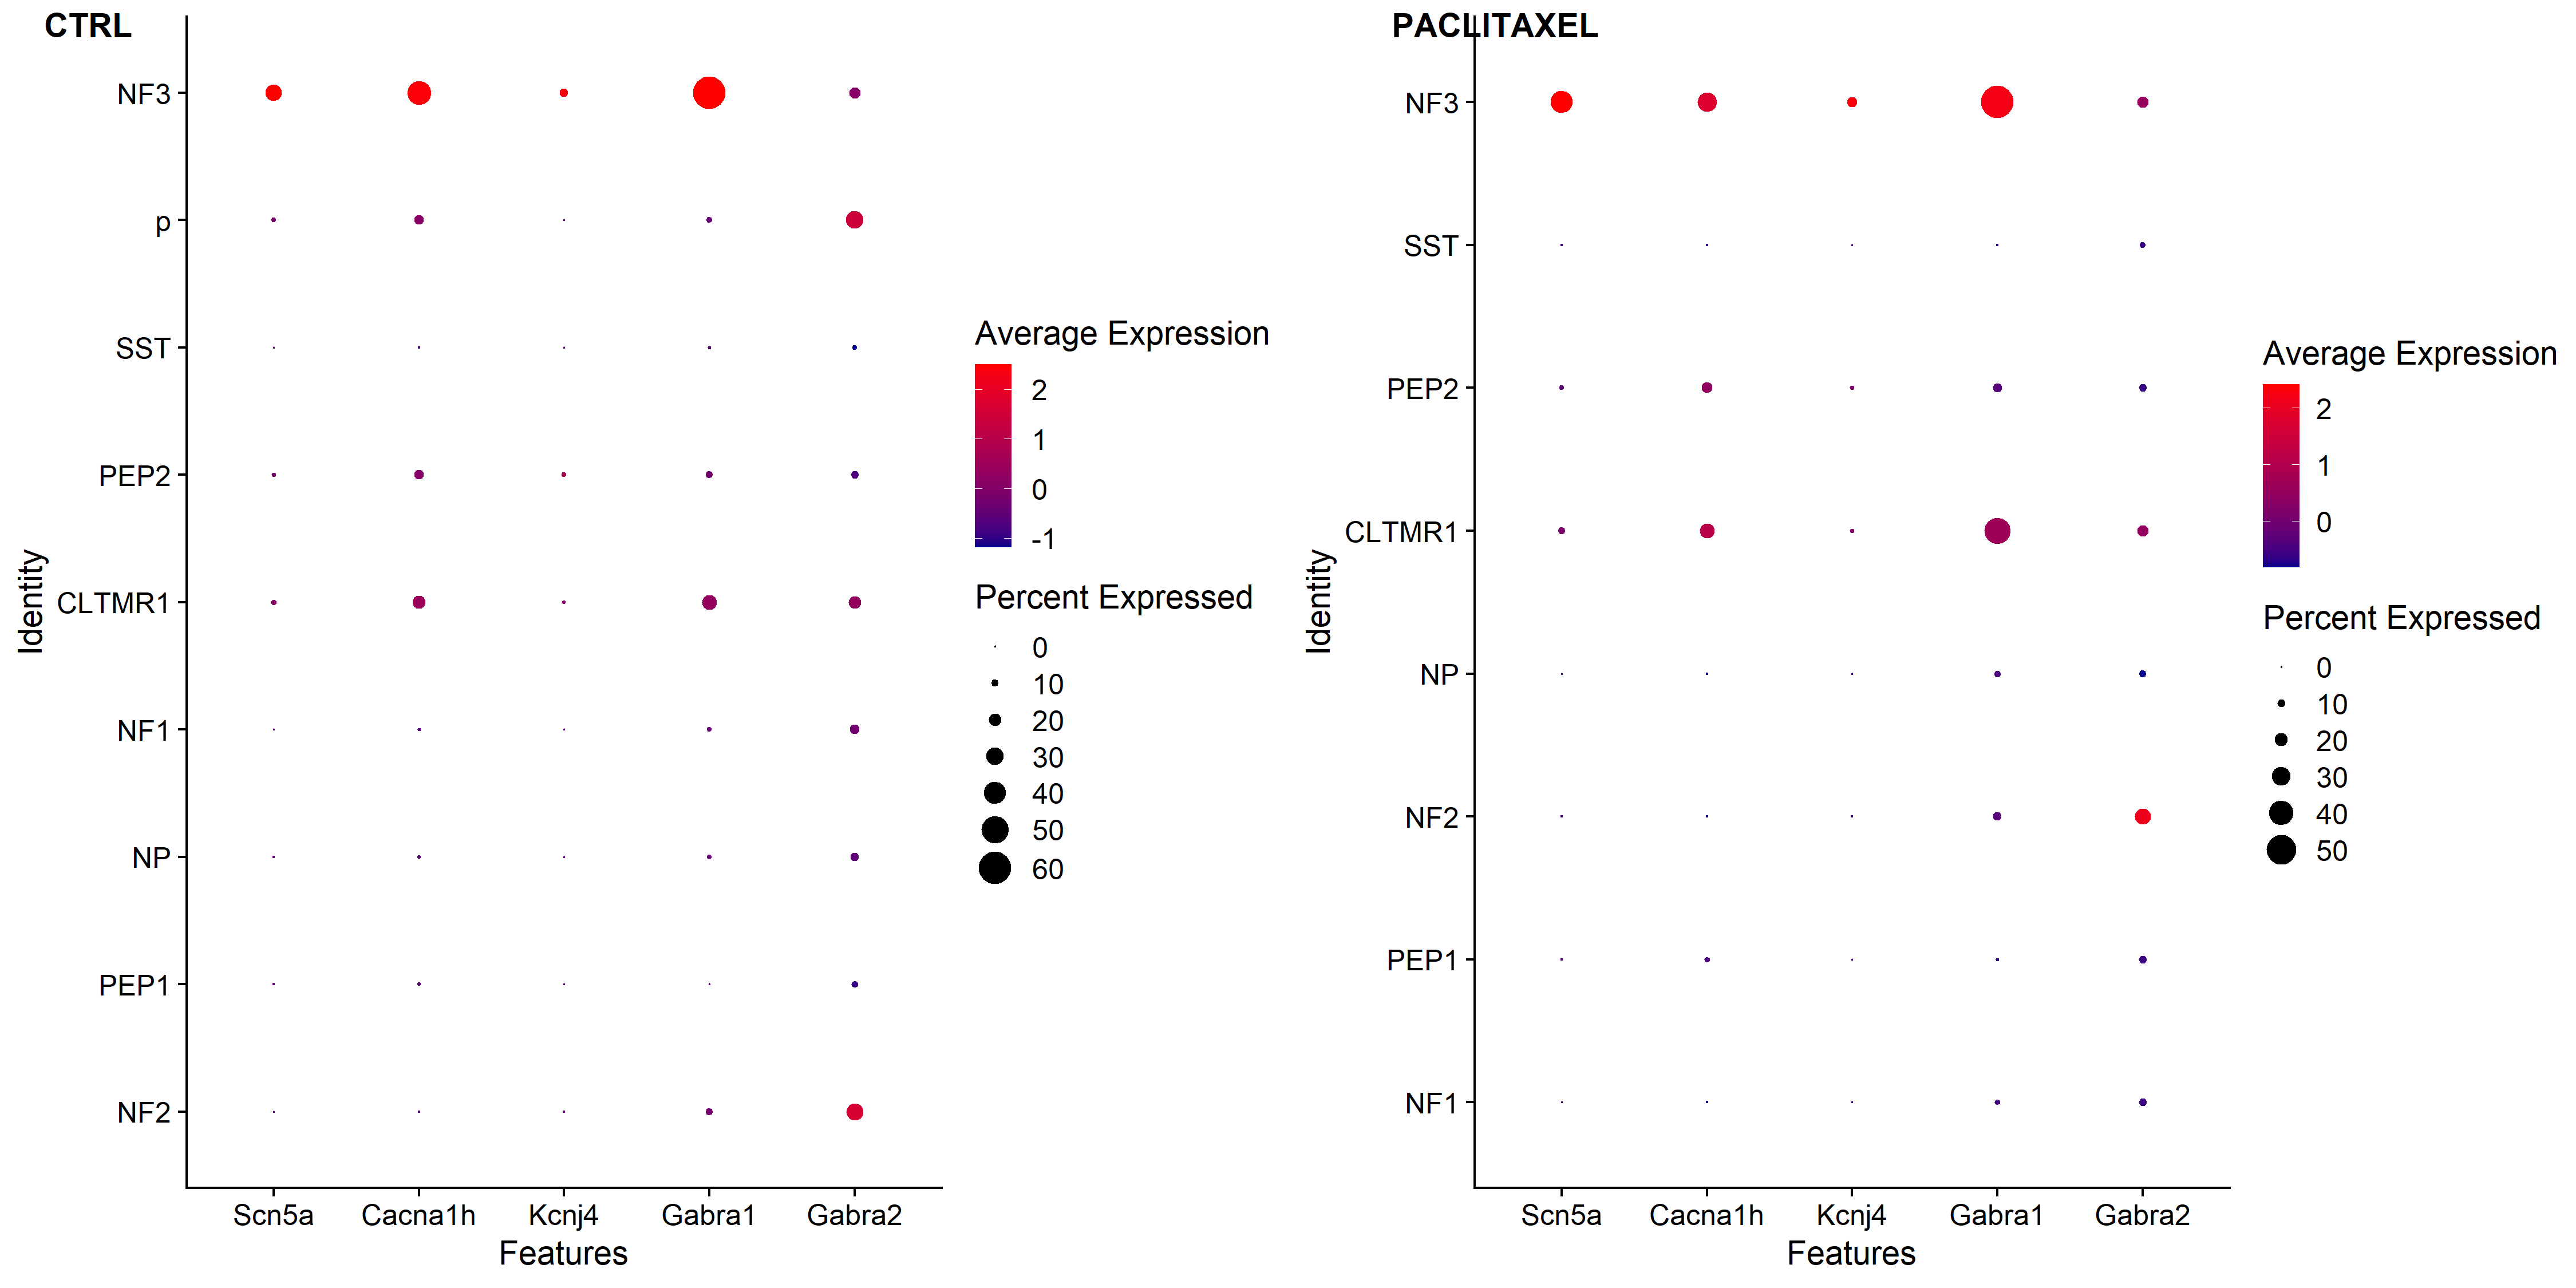 CTRL
NF3
p
SST
PEP2
CLTMR1
NF1
NP
PEP1
NF2
Identity
Scn5a Cacna1h Kcnj4 Gabra1 Gabra2
Features
Average Expression
2
1
0
-1
Percent Expressed
0
10
20
30
40
50
60
PACLITAXEL
NF3
SST
PEP2
CLTMR1
NP
NF2
PEP1
NF1
Identity
Scn5a Cacna1h Kcnj4 Gabra1 Gabra2
Features
Average Expression
2
1
0
Percent Expressed
0
10
20
30
40
50